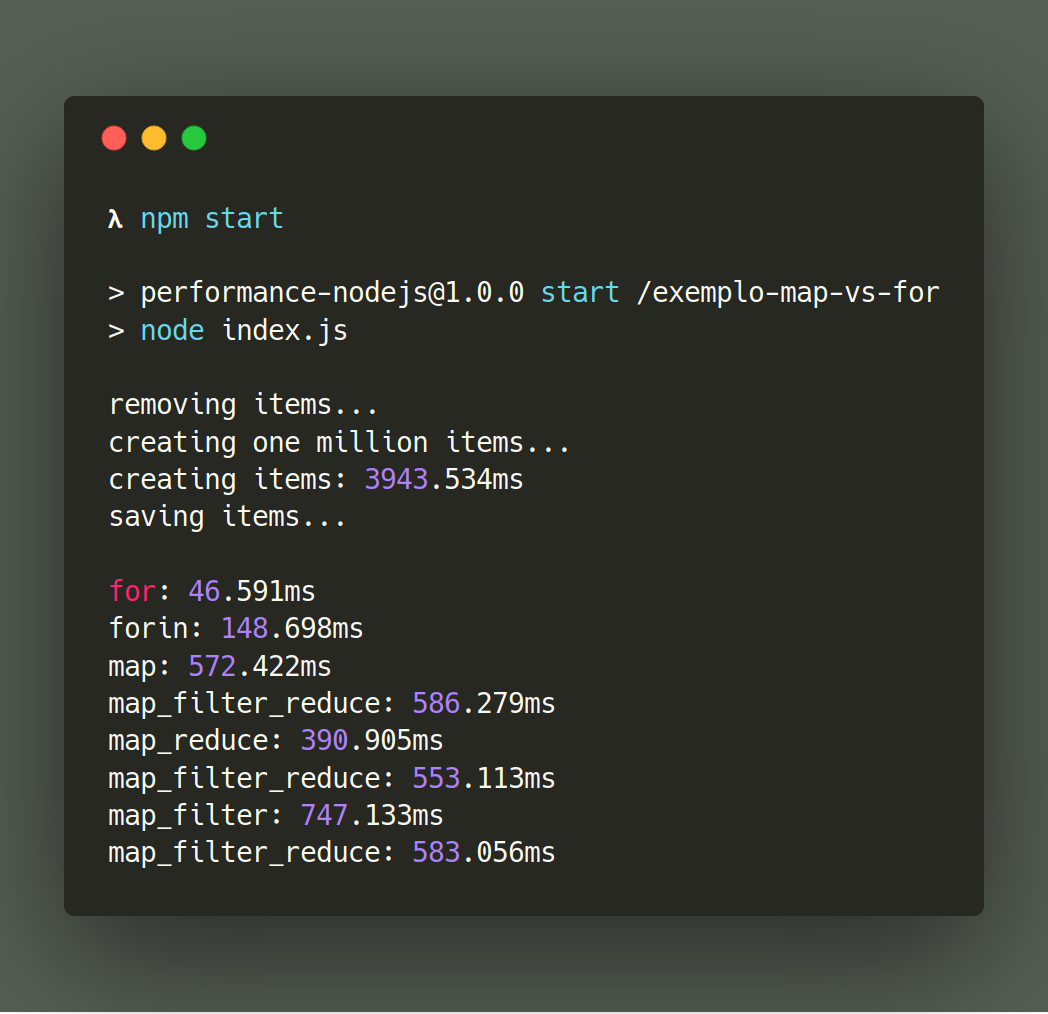 λ npm start
> performance-nodejs@1.0.0 start /exemplo-map-vs-for
> node index.js
removing items...
creating one million items...
creating items: 3943.534ms
saving items...
for: 46.591ms
forin: 148.698ms
map: 572.422ms
map_filter_reduce: 586.279ms
map_reduce: 390.905ms
map_filter_reduce: 553.113ms
map_filter: 747.133ms
map_filter_reduce: 583.056ms